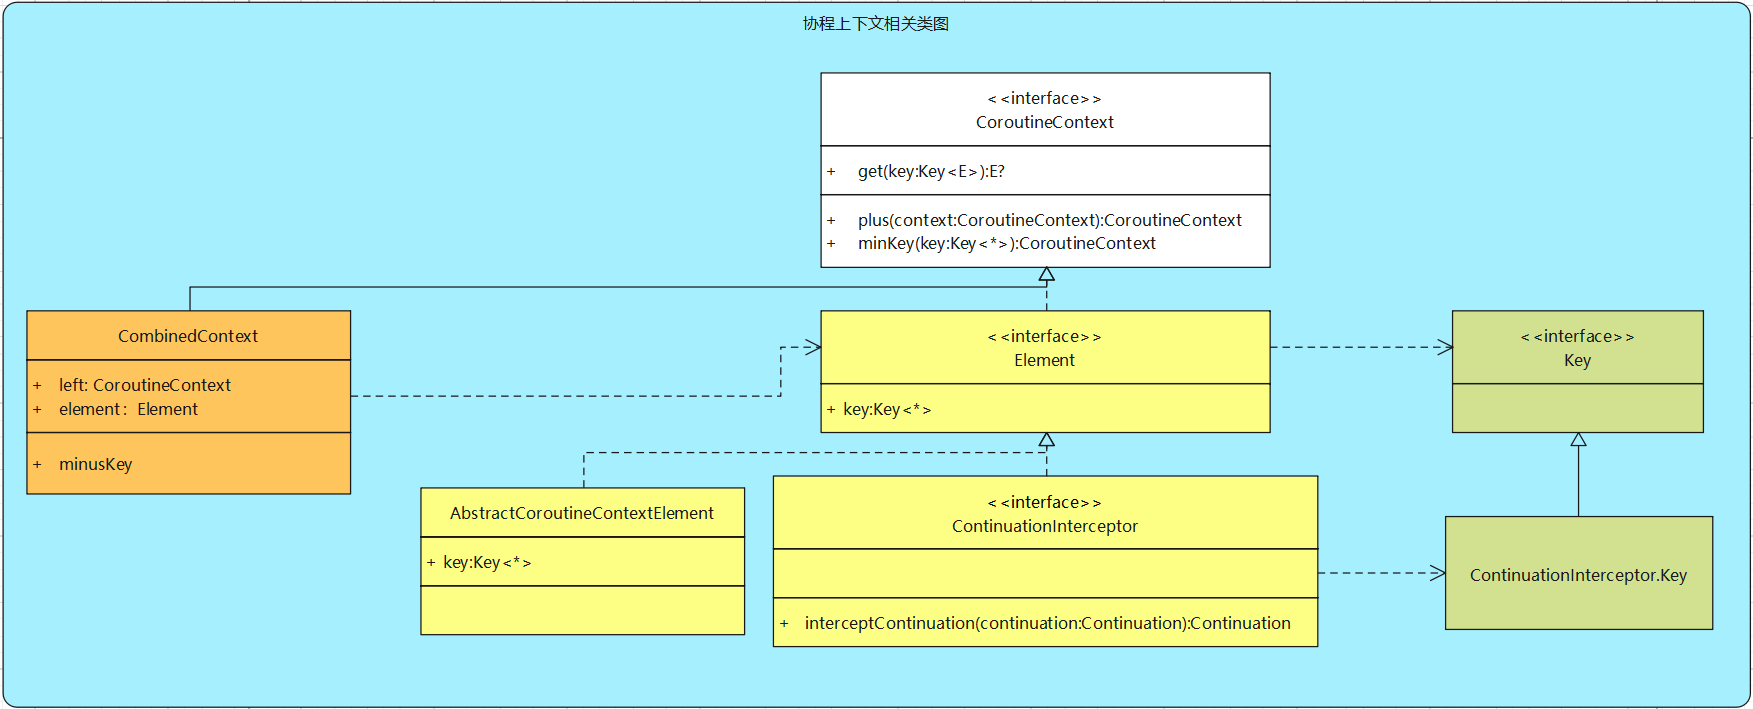 协程上下文相关类图
< <interface> >
CoroutineContext
+ get(key:Key<E>):E?
+ plus(context:CoroutineContext):CoroutineContext
+ minKey(key:Key<*>):CoroutineContext
CombinedContext
+ left: CoroutineContext
+ element：Element
+ minusKey
< <interface> >
Element
+ key:Key<*>
< <interface> >
Key
AbstractCoroutineContextElement
+ key:Key<*>
< <interface> >
ContinuationInterceptor
+ interceptContinuation(continuation:Continuation):Continuation
ContinuationInterceptor.Key